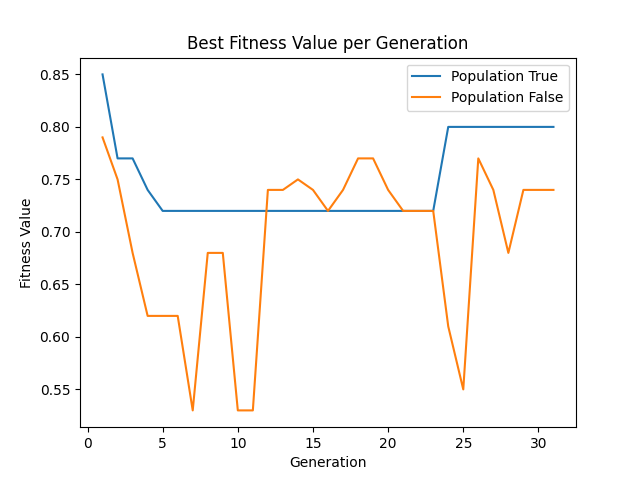 Best Fitness Value per Generation
Population True
Population False
Fitness Value
0.85
0.80
0.75
0.70
0.65
0.60
0.55
0 5 10 15 20 25 30
Generation